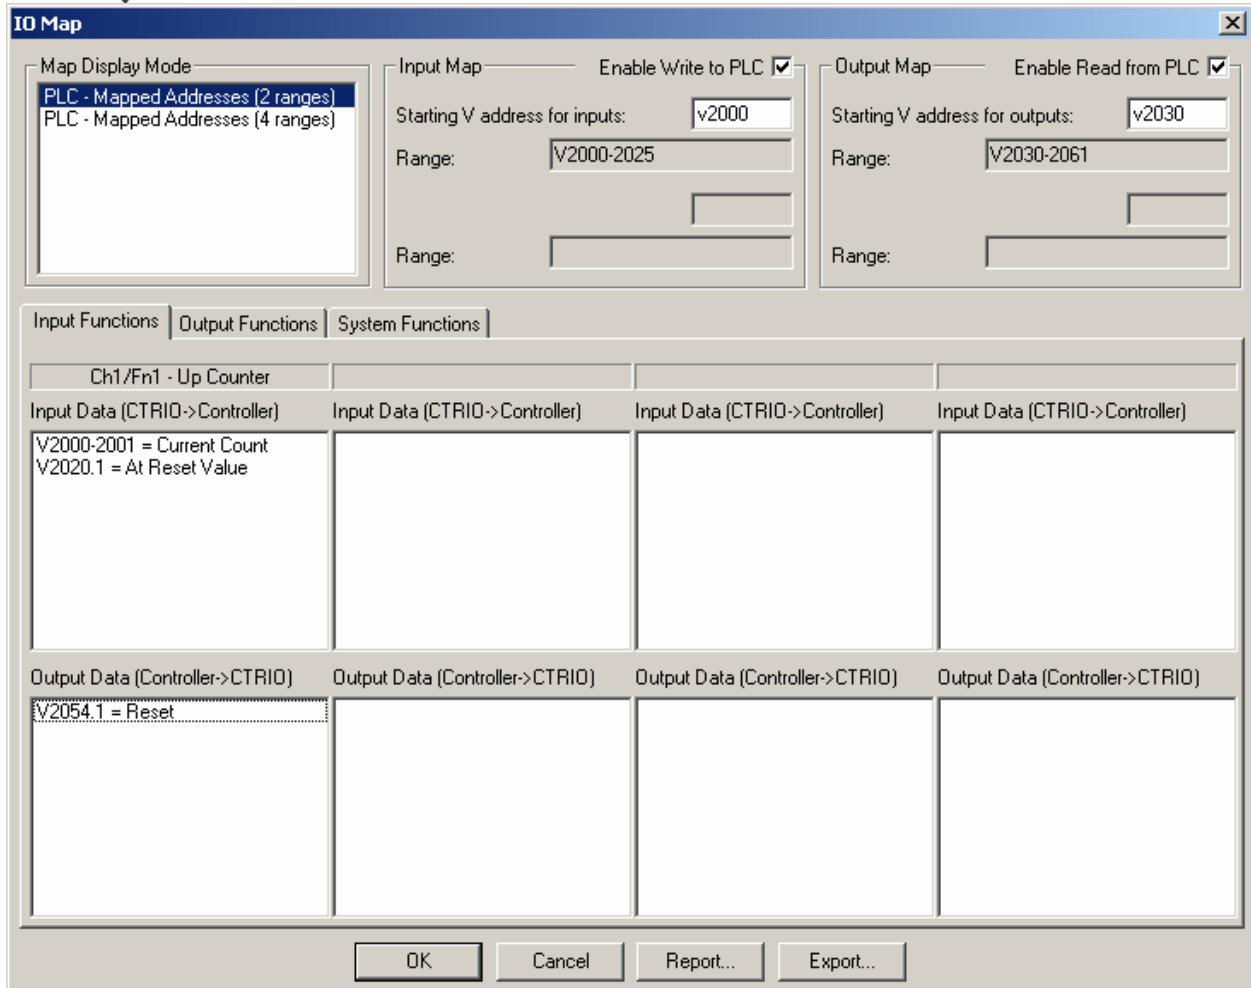 IO Map
Map Display Mode
PLC - Mapped Addresses (2 ranges)
PLC - Mapped Addresses (4 ranges)
Input Map
Enable Write to PLC
Starting V address for inputs:
v2000
Range:
V2000-2025
Range:
Output Map
Enable Read from PLC
Starting V address for outputs:
v2030
Range:
V2030-2061
Range:
Input Functions
Output Functions
System Functions
Ch1/Fn1 - Up Counter
Input Data (CTRIO->Controller)
Input Data (CTRIO->Controller)
Input Data (CTRIO->Controller)
Input Data (CTRIO->Controller)
V2000-2001 = Current Count
V2020.1 = At Reset Value
Output Data (Controller->CTRIO)
Output Data (Controller->CTRIO)
Output Data (Controller->CTRIO)
Output Data (Controller->CTRIO)
V2054.1 = Reset
OK
Cancel
Report...
Export...